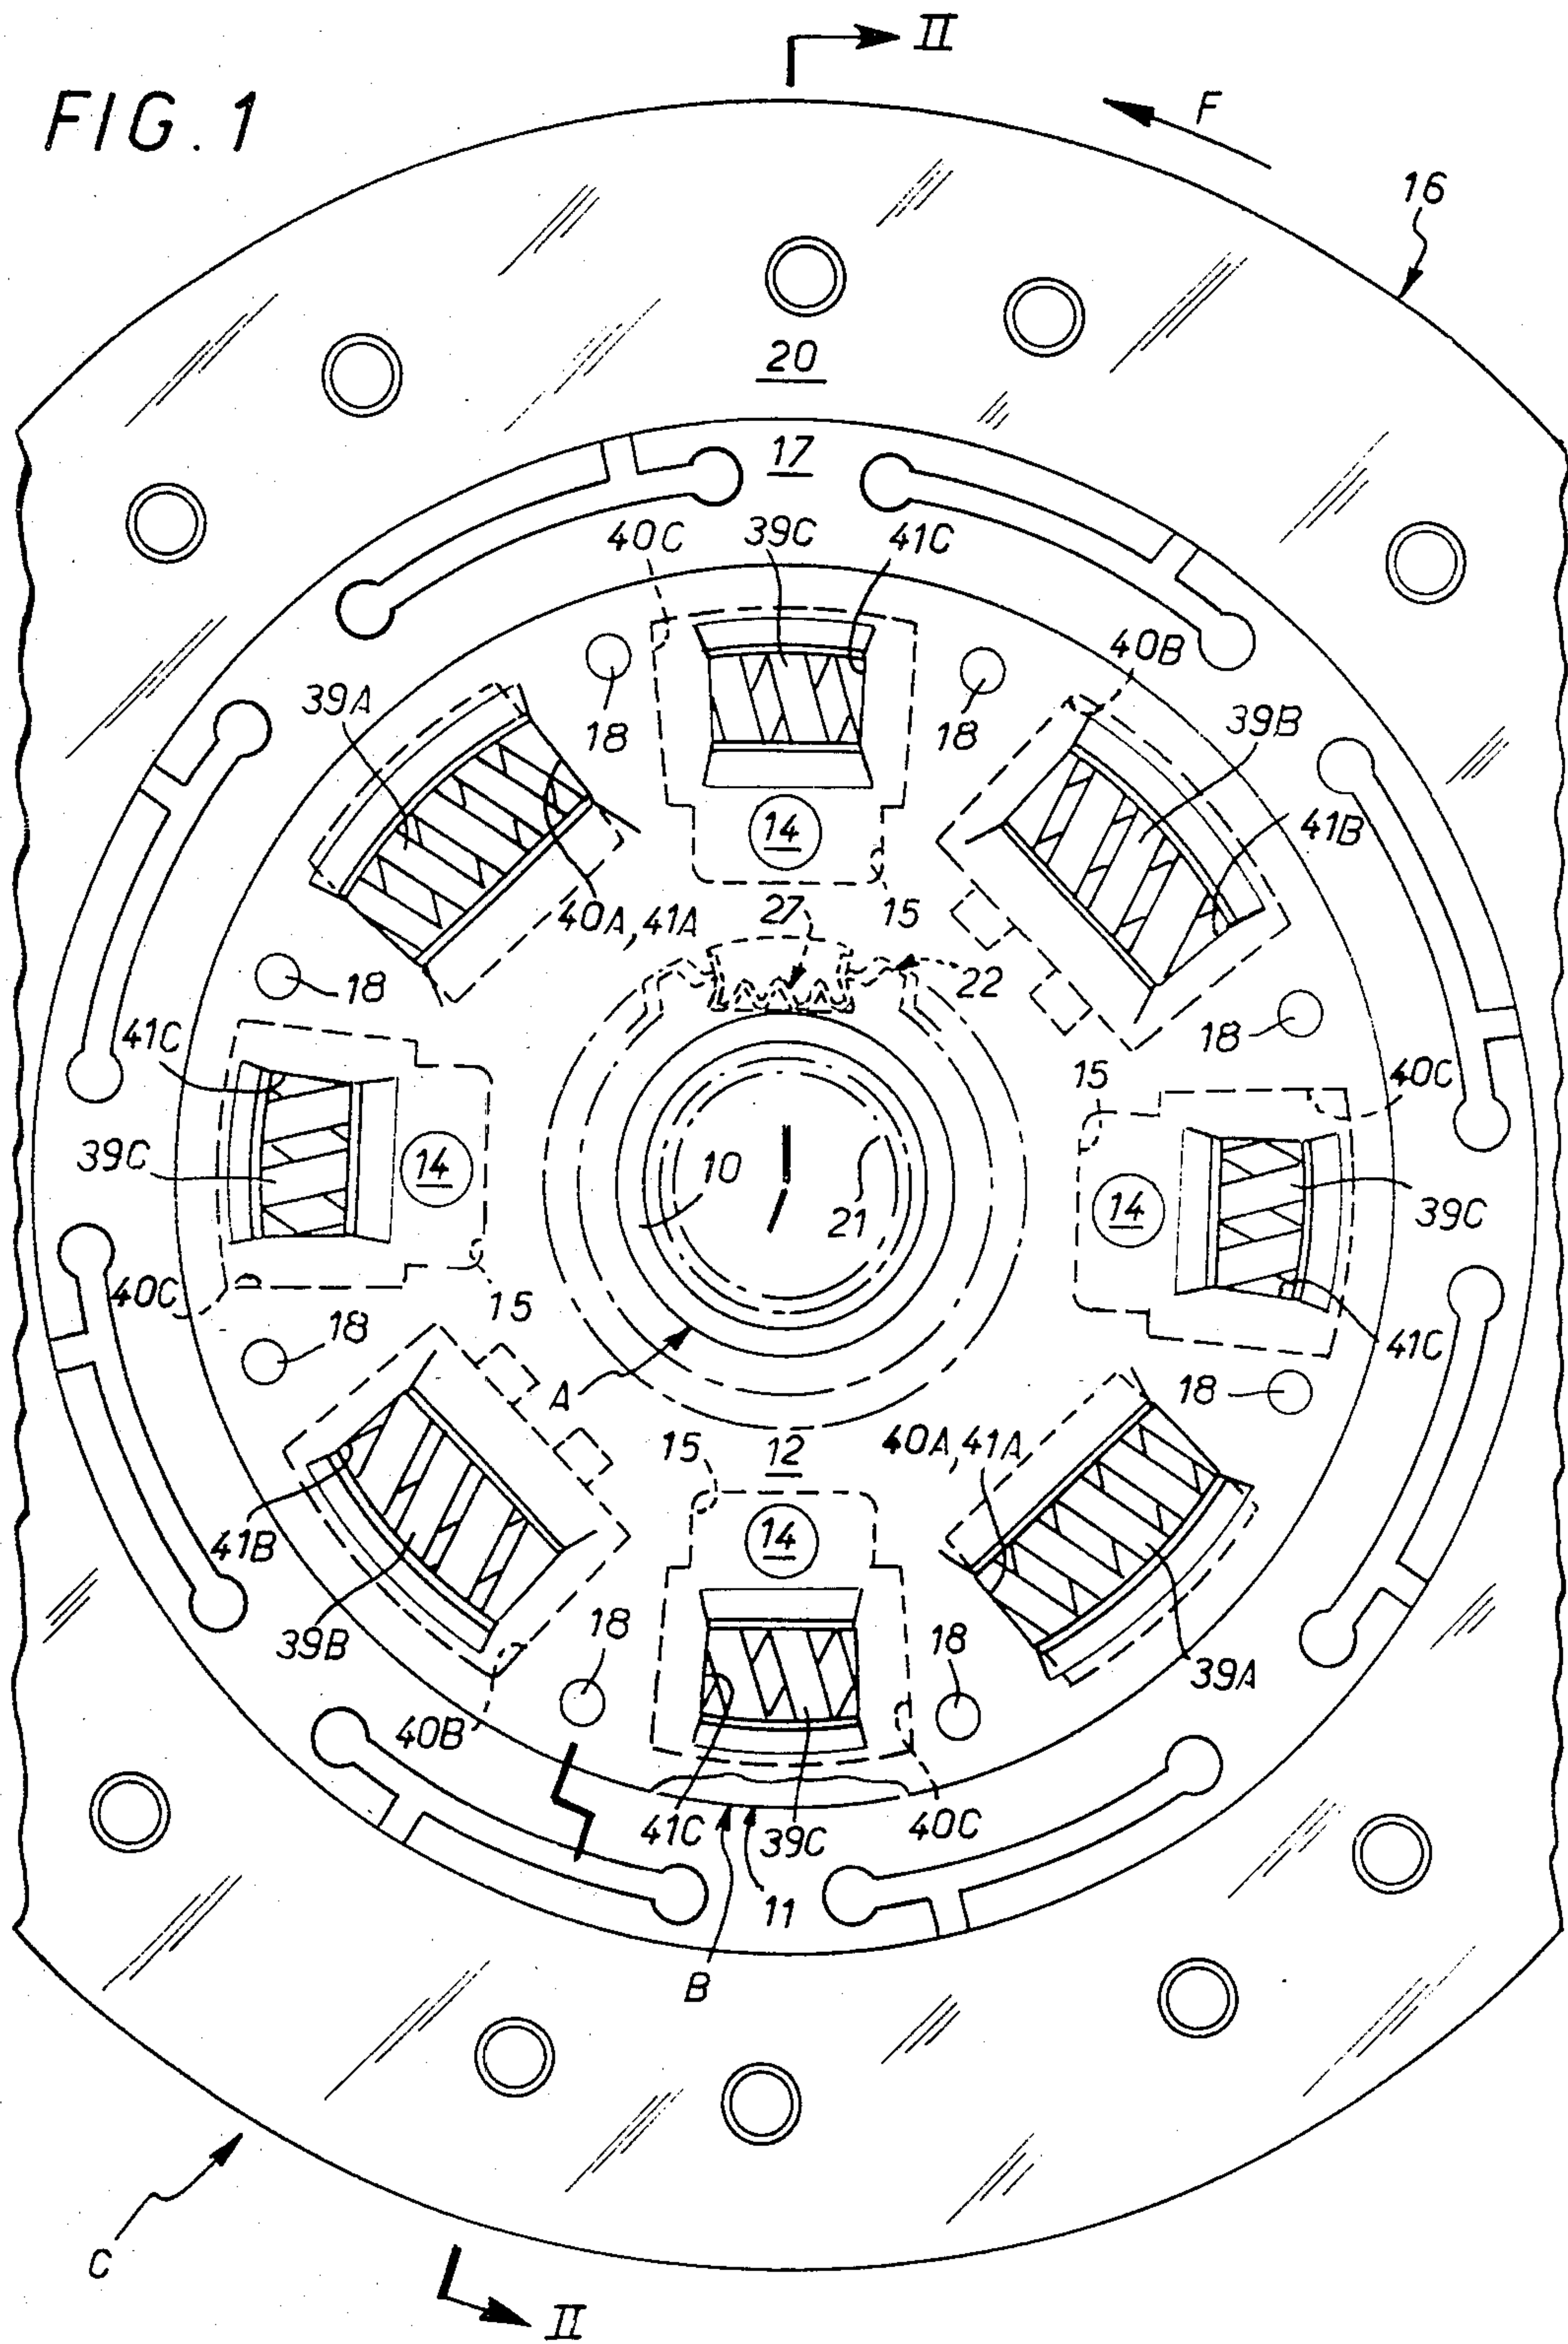 II
FIG. 1
F
16
20
17
40C 39C 41C
40B
39A 18 18 39B
14 41B
40A,41A 27 15
22
18 18
41C 15 40C
39C 14 10 21 14 39C
40C 15
18 41C
A 18
15 12 40A,41A
14
41B
39B 18 18 39A
40B
41C 39C 40C
11
B
C
II